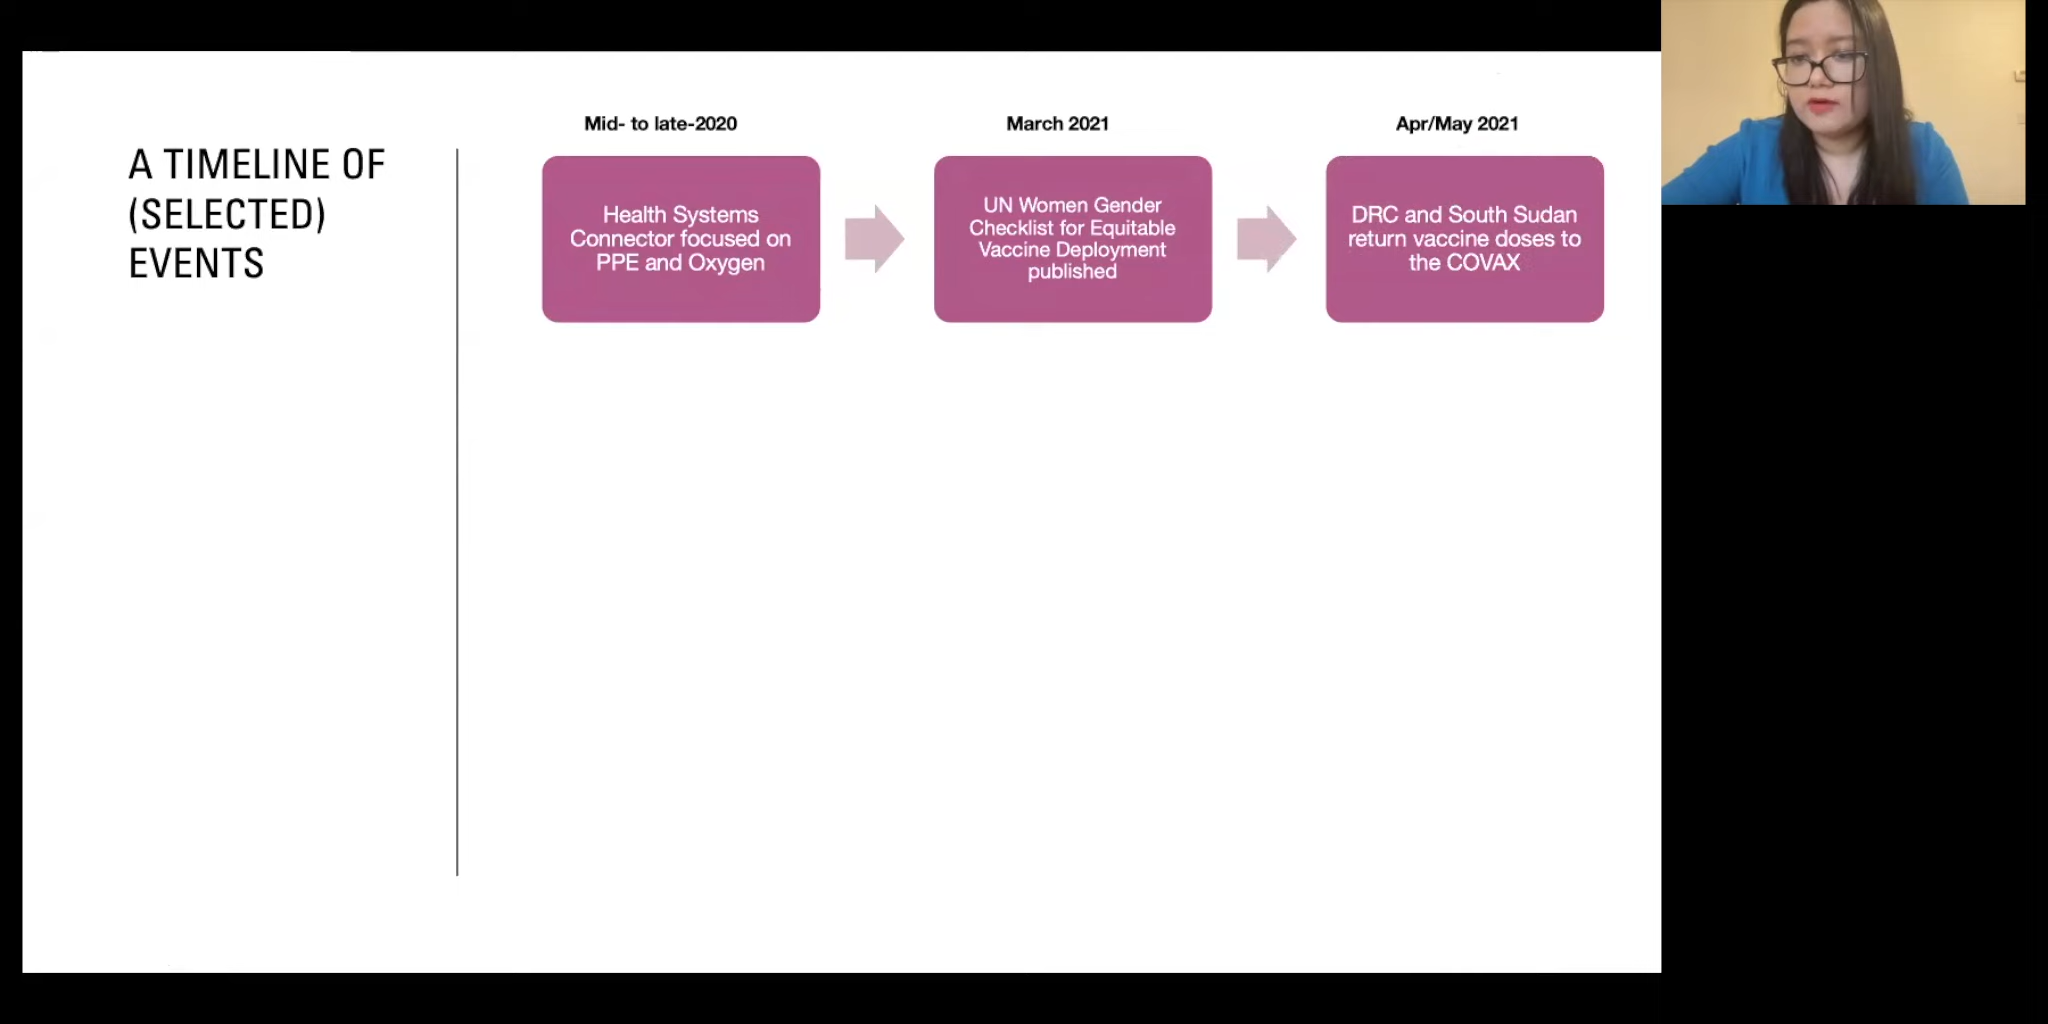 A TIMELINE OF
(SELECTED)
EVENTS
Mid- to late-2020
Health Systems
Connector focused on
PPE and Oxygen
March 2021
UN Women Gender
Checklist for Equitable
Vaccine Deployment
published
Apr/May 2021
DRC and South Sudan
return vaccine doses to
the COVAX